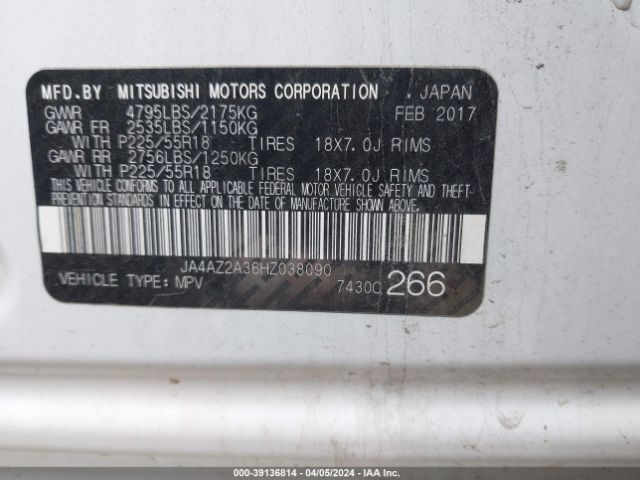 MFD.BY MITSUBISHI MOTORS CORPORATION JAPAN
GVWR 4795LBS/2175KG FEB 2017
GAWR FR 2535LBS/1150KG
WITH P225/55R18 TIRES 18X7.0J RIMS
GAWR RR 2756LBS/1250KG
WITH P225/55R18 TIRES 18X7.0J RIMS
THIS VEHICLE CONFORMS TO ALL APPLICABLE FEDERAL MOTOR VEHICLE SAFETY AND THEFT-
PREVENTION STANDARDS IN EFFECT ON THE DATE OF MANUFACTURE SHOWN ABOVE.
JA4AZ2A36HZ038090
VEHICLE TYPE: MPV 7430C 266
000-39136814 - 04/05/2024 - IAA Inc.